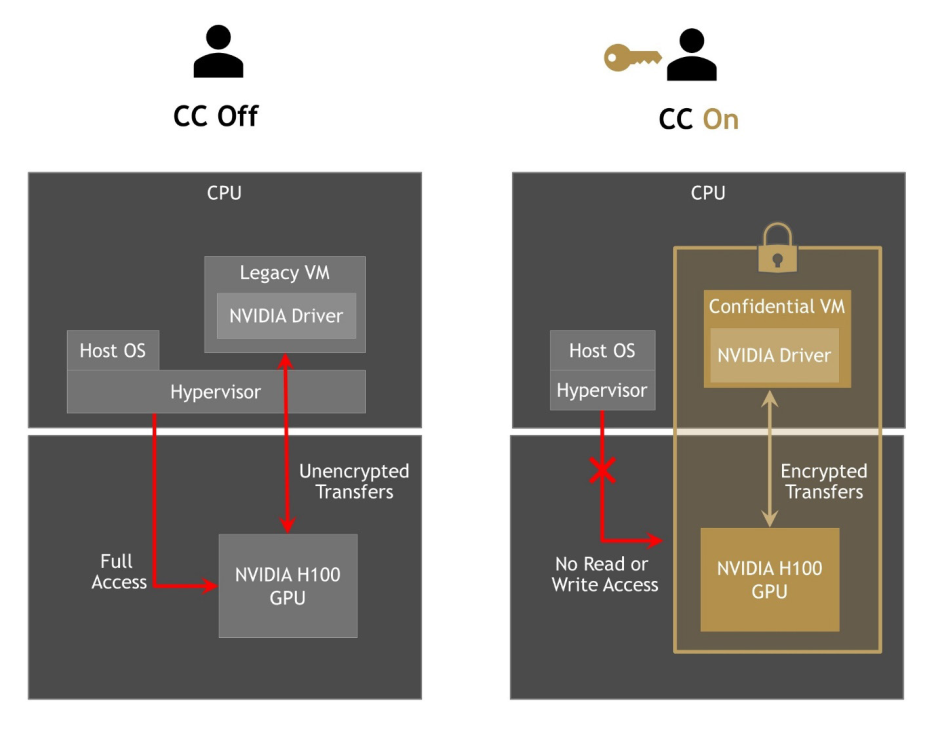 CC Off
CPU
Legacy VM
NVIDIA Driver
Host OS
Hypervisor
Unencrypted
Transfers
Full
Access
NVIDIA H100
GPU
CC On
CPU
Confidential VM
NVIDIA Driver
Host OS
Hypervisor
Encrypted
Transfers
No Read or
Write Access
NVIDIA H100
GPU